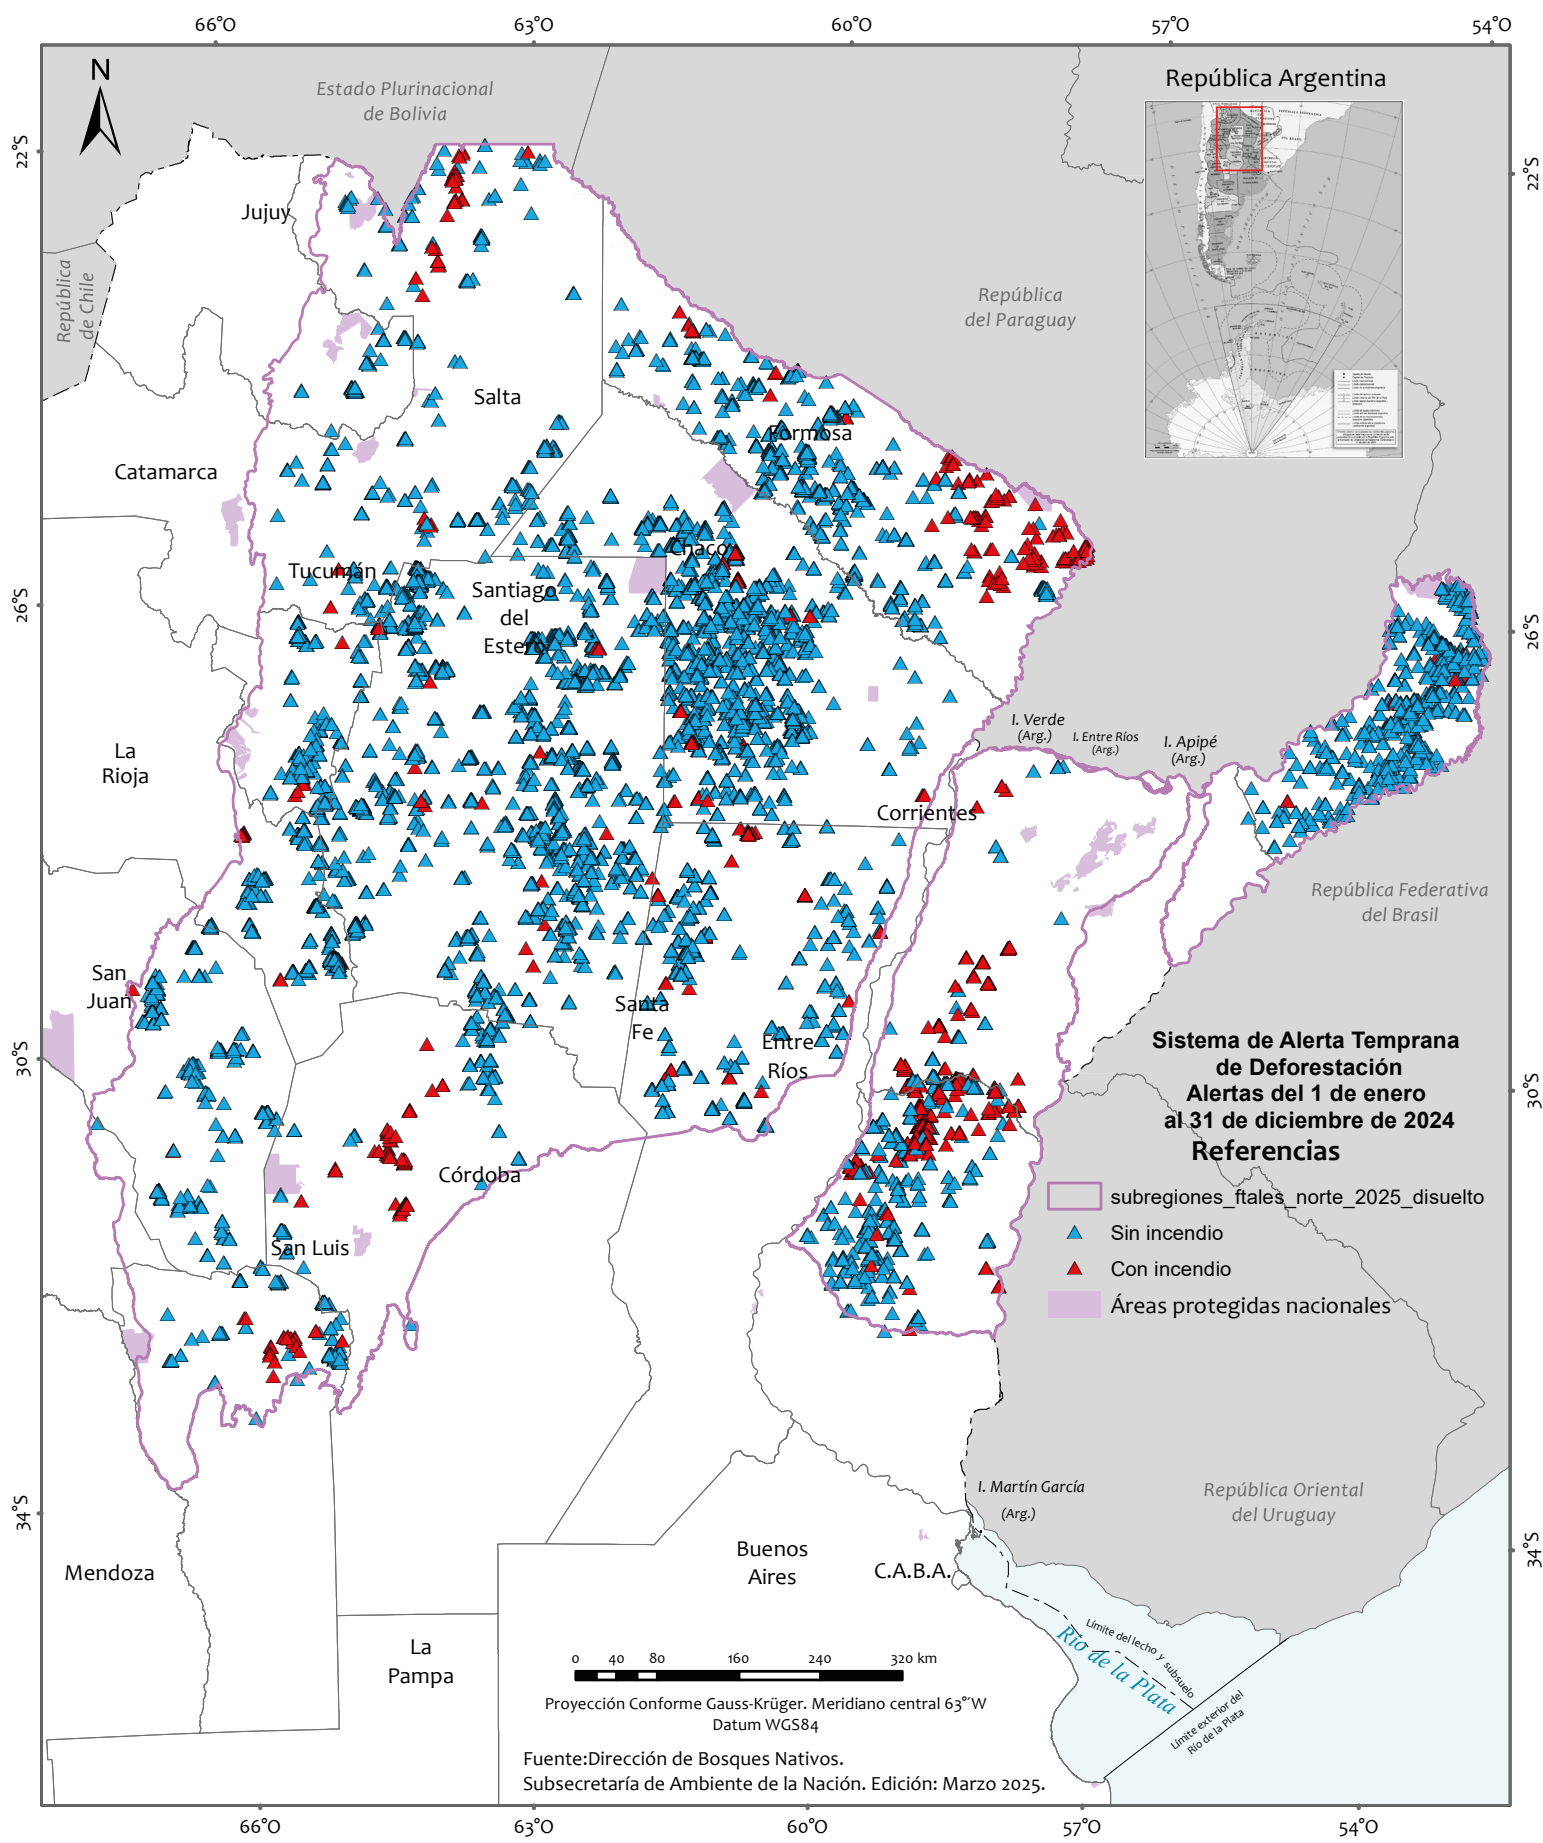 66°O
63°O
60°O
57°O
54°O
N
Estado Plurinacional
de Bolivia
República Argentina
22°S
22°S
Jujuy
República
de Chile
República
del Paraguay
Salta
Formosa
Catamarca
Chaco
Tucumán
Santiago
del
Estero
26°S
26°S
I. Verde
(Arg.)
I. Entre Ríos
(Arg.)
I. Apipé
(Arg.)
La
Rioja
Corrientes
República Federativa
del Brasil
San
Juan
Santa
Fe
Entre
Ríos
30°S
30°S
Sistema de Alerta Temprana
de Deforestación
Alertas del 1 de enero
al 31 de diciembre de 2024
Referencias
subregiones_ftales_norte_2025_disuelto
Sin incendio
Con incendio
Áreas protegidas nacionales
Córdoba
San Luis
I. Martín García
(Arg.)
República Oriental
del Uruguay
34°S
34°S
Mendoza
Buenos
Aires
C.A.B.A.
La
Pampa
Límite del lecho y subsuelo
Río de la Plata
Límite exterior del
Río de la Plata
0 40 80 160 240 320 km
Proyección Conforme Gauss-Krüger. Meridiano central 63°´W
Datum WGS84
Fuente:Dirección de Bosques Nativos.
Subsecretaría de Ambiente de la Nación. Edición: Marzo 2025.
66°O
63°O
60°O
57°O
54°O